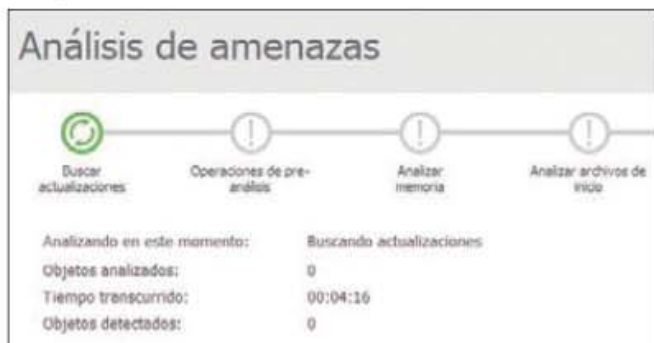 Análisis de amenazas
Buscar actualizaciones
Operaciones de pre-análisis
Analizar memoria
Analizar archivos de inicio
Analizando en este momento: Buscando actualizaciones
Objetos analizados: 0
Tiempo transcurrido: 00:04:16
Objetos detectados: 0